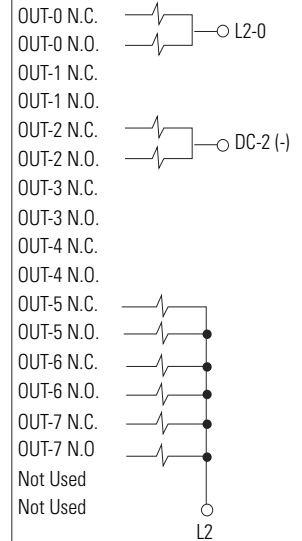 OUT-0 N.C.
OUT-0 N.O.
L2-0
OUT-1 N.C.
OUT-1 N.O.
OUT-2 N.C.
OUT-2 N.O.
DC-2 (-)
OUT-3 N.C.
OUT-3 N.O.
OUT-4 N.C.
OUT-4 N.O.
OUT-5 N.C.
OUT-5 N.O.
OUT-6 N.C.
OUT-6 N.O.
OUT-7 N.C.
OUT-7 N.O
Not Used
Not Used
L2